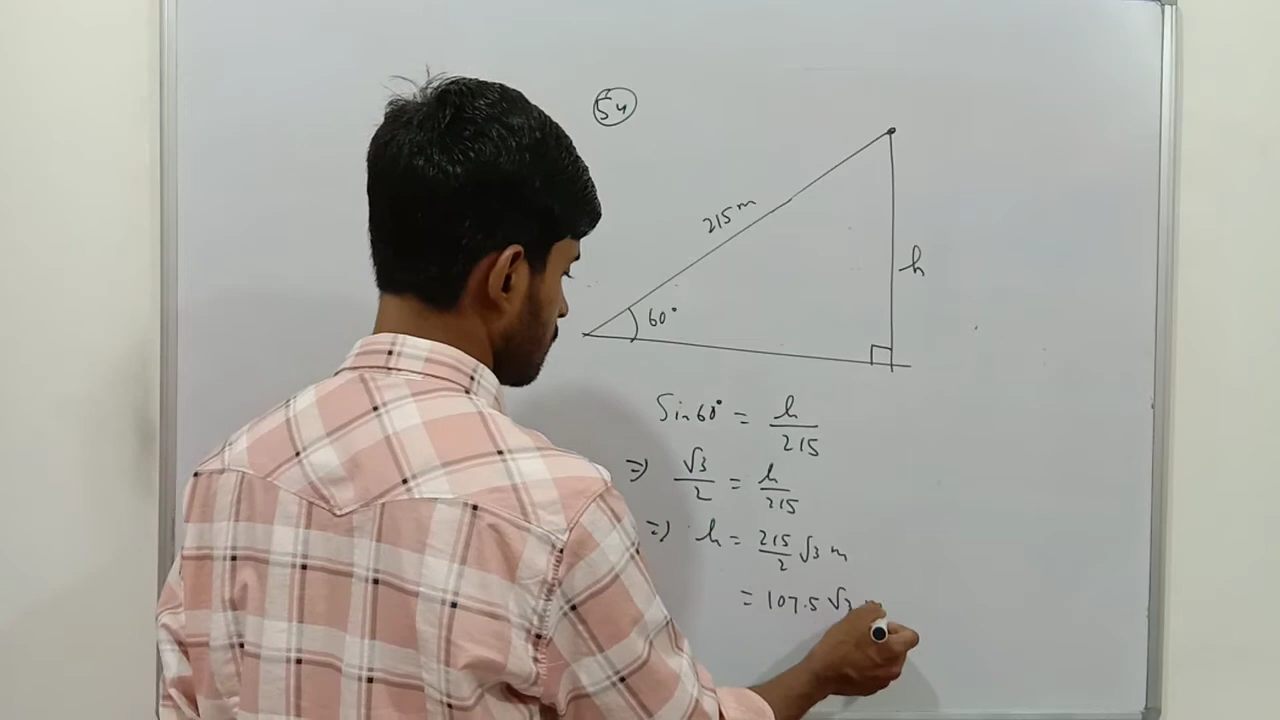 54
215 m
h
60°
Sin 60° = h/215
⇒ √3/2 = h/215
⇒ h = 215/2 √3 m
= 107.5 √3